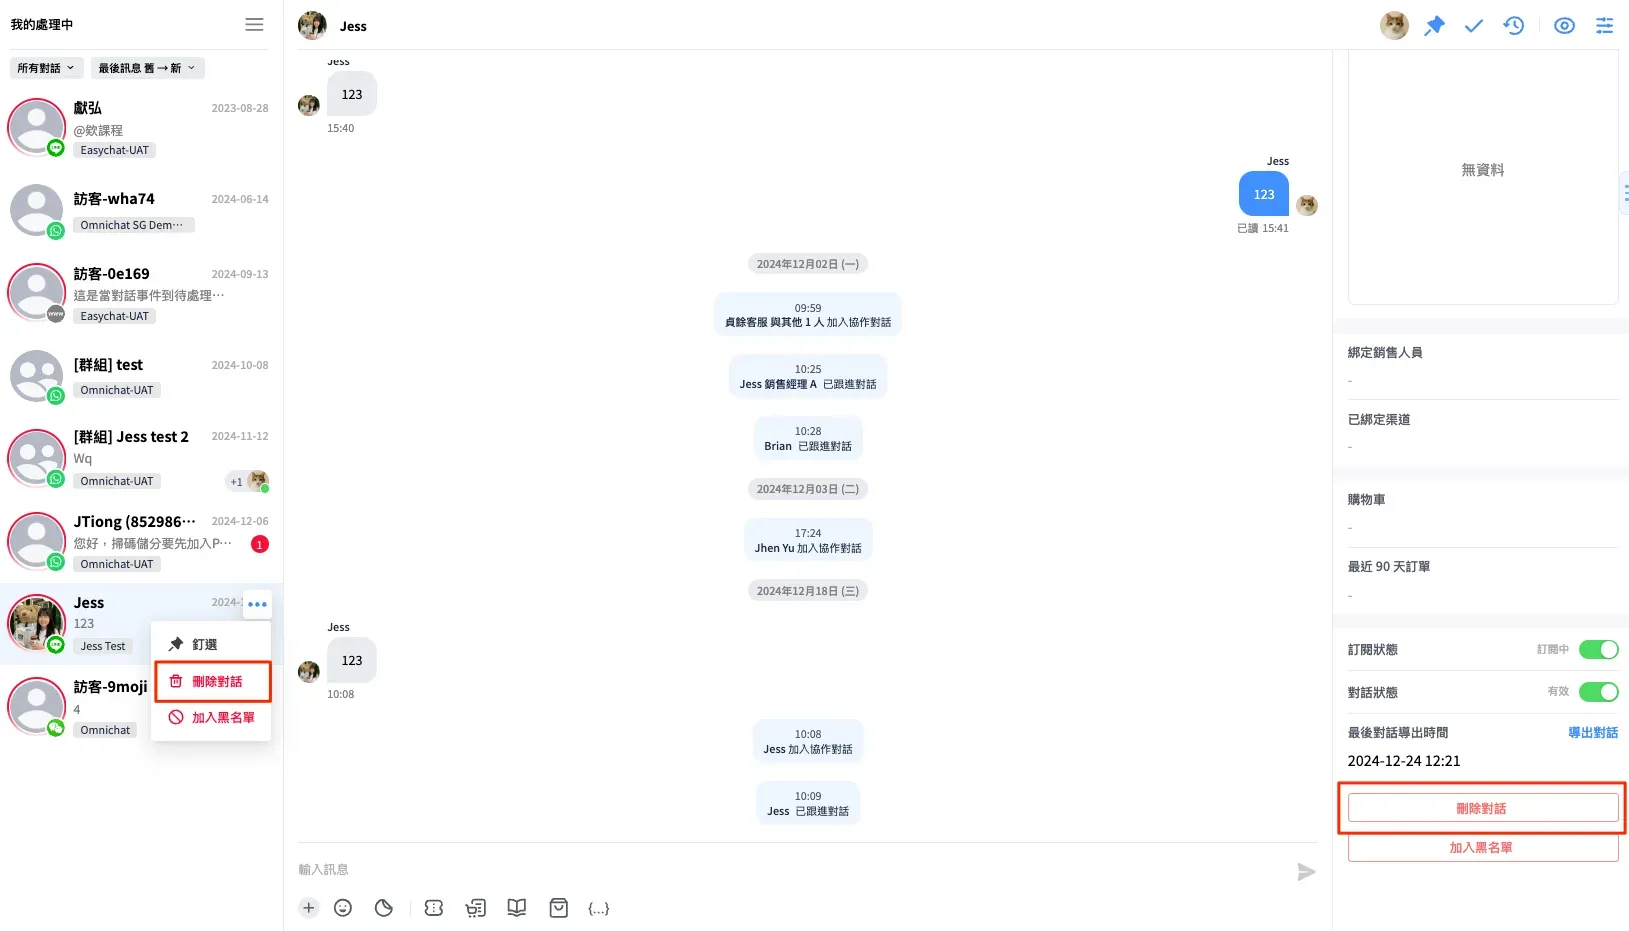 我的處理中
所有對話
最後訊息 舊 → 新
獻弘
2023-08-28
@欸課程
Easychat-UAT
訪客-wha74
2024-06-14
Omnichat SG Dem···
訪客-0e169
2024-09-13
這是當對話事件到待處理···
Easychat-UAT
WWW
[群組] test
2024-10-08
Omnichat-UAT
[群組] Jess test 2
2024-11-12
Wq
Omnichat-UAT
+1
JTiong (852986···
2024-12-06
您好，掃碼儲分要先加入P···
1
Omnichat-UAT
Jess
2024-
123
Jess Test
釘選
刪除對話
加入黑名單
訪客-9moji
4
Omnichat
Jess
Jess
123
15:40
Jess
123
已讀 15:41
2024年12月02日 (一)
09:59
貞餘客服 與其他 1 人 加入協作對話
10:25
Jess 銷售經理 A 已跟進對話
10:28
Brian 已跟進對話
2024年12月03日 (二)
17:24
Jhen Yu 加入協作對話
2024年12月18日 (三)
Jess
123
10:08
10:08
Jess 加入協作對話
10:09
Jess 已跟進對話
輸入訊息
{...}
無資料
綁定銷售人員
-
已綁定渠道
-
購物車
-
最近 90 天訂單
-
訂閱狀態
訂閱中
對話狀態
有效
最後對話導出時間
導出對話
2024-12-24 12:21
刪除對話
加入黑名單